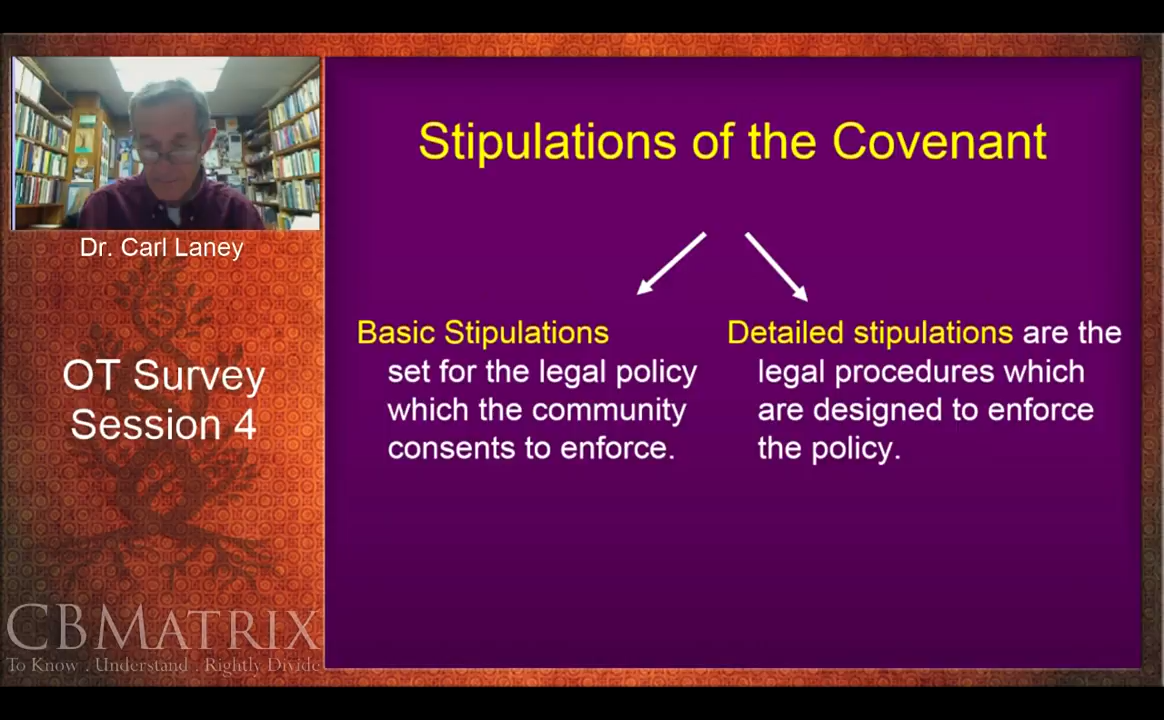 Stipulations of the Covenant
Dr. Carl Laney
Basic Stipulations
set for the legal policy
which the community
consents to enforce.
Detailed stipulations are the
legal procedures which
are designed to enforce
the policy.
OT Survey
Session 4
CBMATRIX
To Know . Understand . Rightly Divide